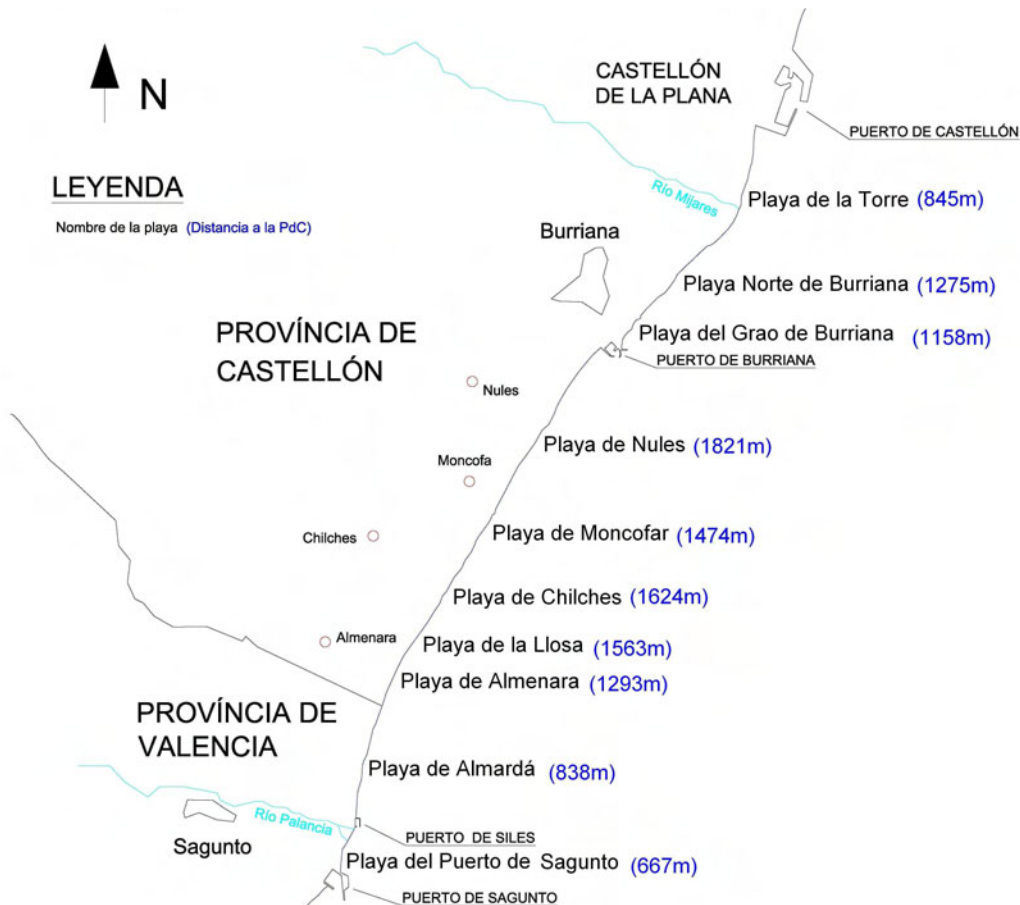 N
CASTELLÓN
DE LA PLANA
PUERTO DE CASTELLÓN
LEYENDA
Nombre de la playa (Distancia a la PdC)
Río Mijares
Playa de la Torre (845m)
Burriana
Playa Norte de Burriana (1275m)
PROVÍNCIA DE
CASTELLÓN
Playa del Grao de Burriana (1158m)
PUERTO DE BURRIANA
Nules
Playa de Nules (1821m)
Moncofa
Chilches
Playa de Moncofar (1474m)
Playa de Chilches (1624m)
Almenara
Playa de la Llosa (1563m)
Playa de Almenara (1293m)
PROVÍNCIA DE
VALENCIA
Playa de Almardá (838m)
Río Palancia
Sagunto
PUERTO DE SILES
Playa del Puerto de Sagunto (667m)
PUERTO DE SAGUNTO